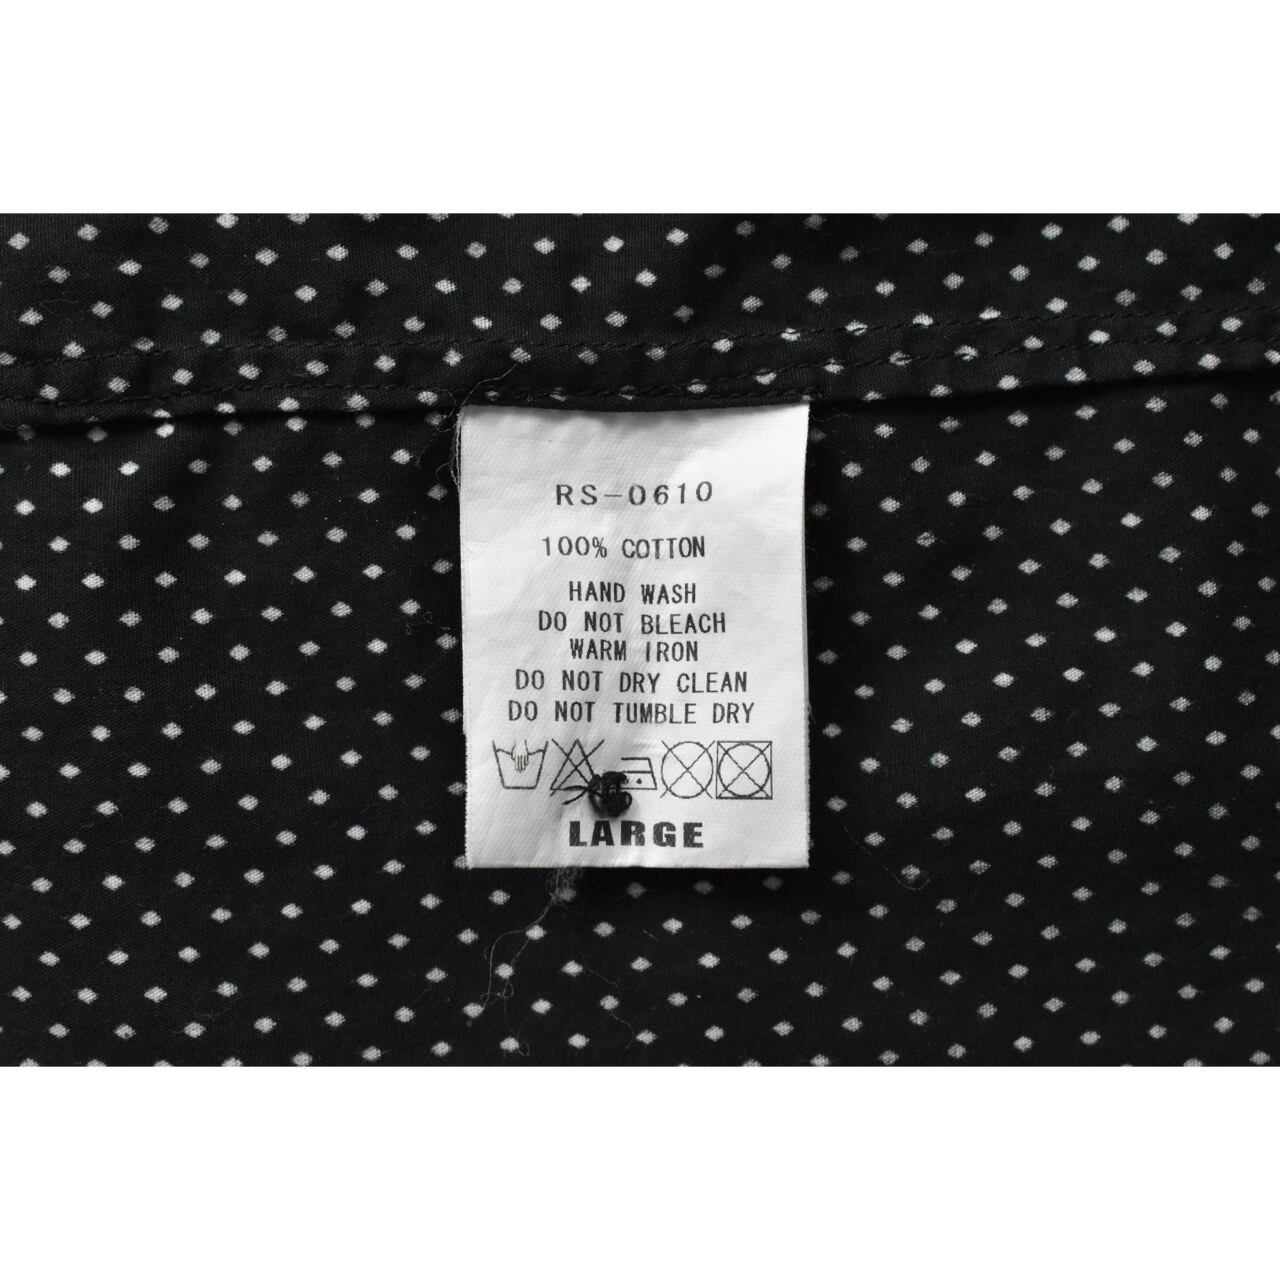 RS-0610
100% COTTON
HAND WASH
DO NOT BLEACH
WARM IRON
DO NOT DRY CLEAN
DO NOT TUMBLE DRY
LARGE